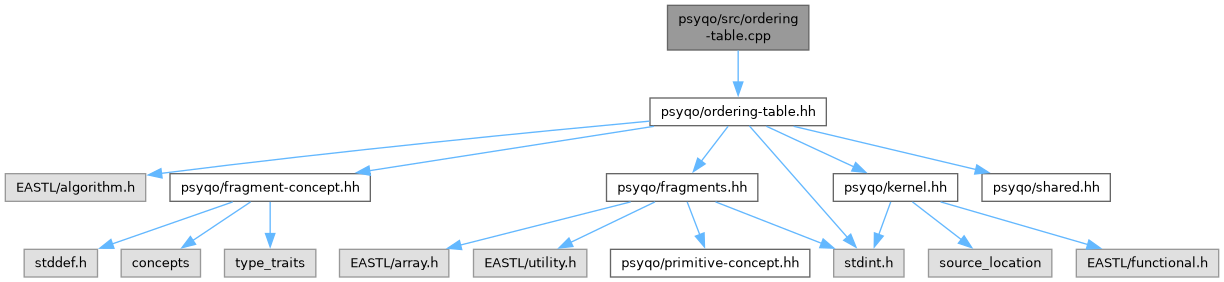 psyqo/src/ordering
-table.cpp
psyqo/ordering-table.hh
EASTL/algorithm.h
psyqo/fragment-concept.hh
psyqo/fragments.hh
psyqo/kernel.hh
psyqo/shared.hh
stddef.h
concepts
type_traits
EASTL/array.h
EASTL/utility.h
psyqo/primitive-concept.hh
stdint.h
source_location
EASTL/functional.h